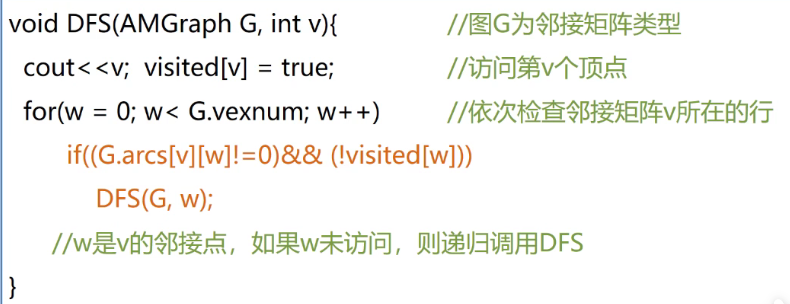 void DFS(AMGraph G, int v){ //图G为邻接矩阵类型
cout<<v; visited[v] = true; //访问第v个顶点
for(w = 0; w< G.vexnum; w++) //依次检查邻接矩阵v所在的行
if((G.arcs[v][w]!=0)&& (!visited[w]))
DFS(G, w);
//w是v的邻接点，如果w未访问，则递归调用DFS
}